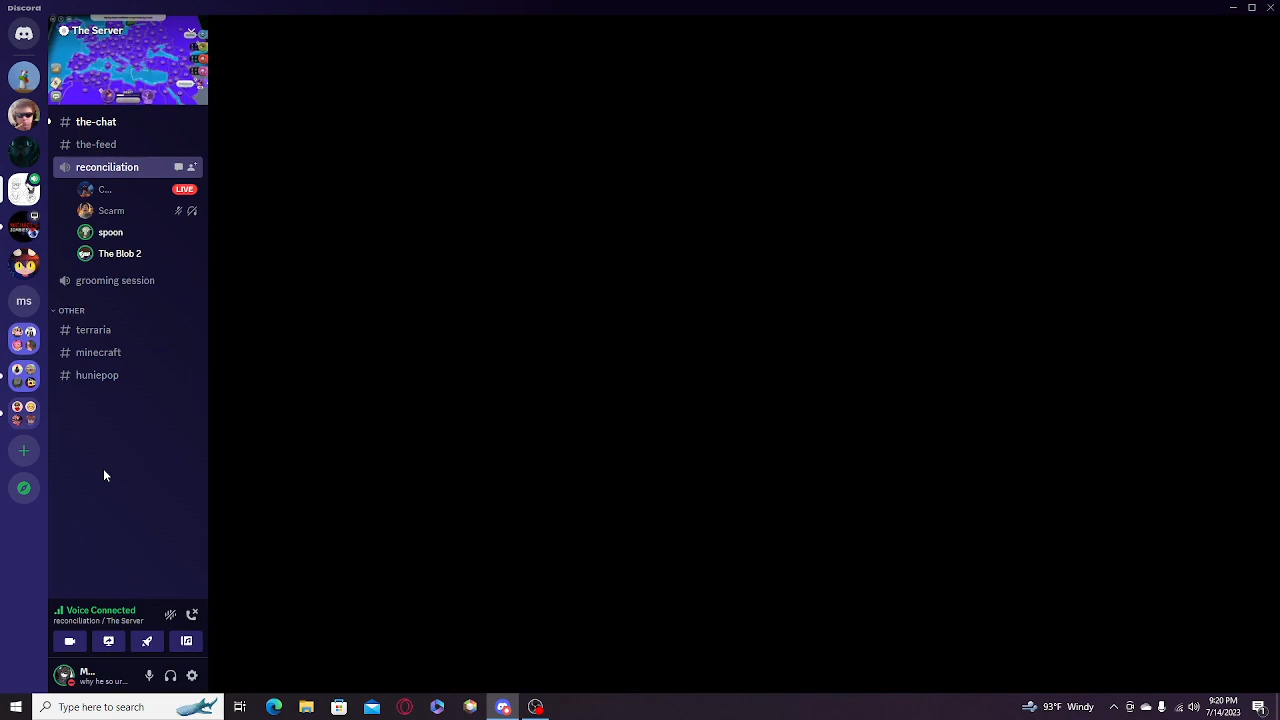 The Server
the-chat
the-feed
reconciliation
C...
LIVE
Scarm
spoon
The Blob 2
grooming session
ms
OTHER
terraria
minecraft
huniepop
Voice Connected
reconciliation / The Server
M...
why he so ur...
Type here to search
93°F Windy
9:20 PM
7/14/2023